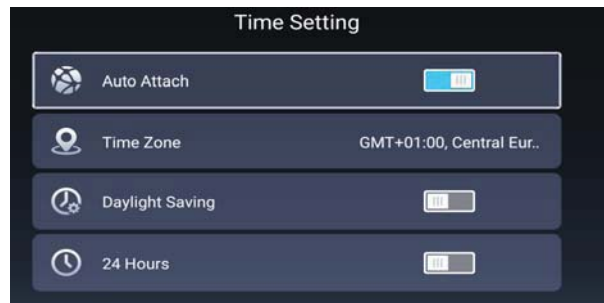 Time Setting
Auto Attach
Time Zone GMT+01:00, Central Eur..
Daylight Saving
24 Hours